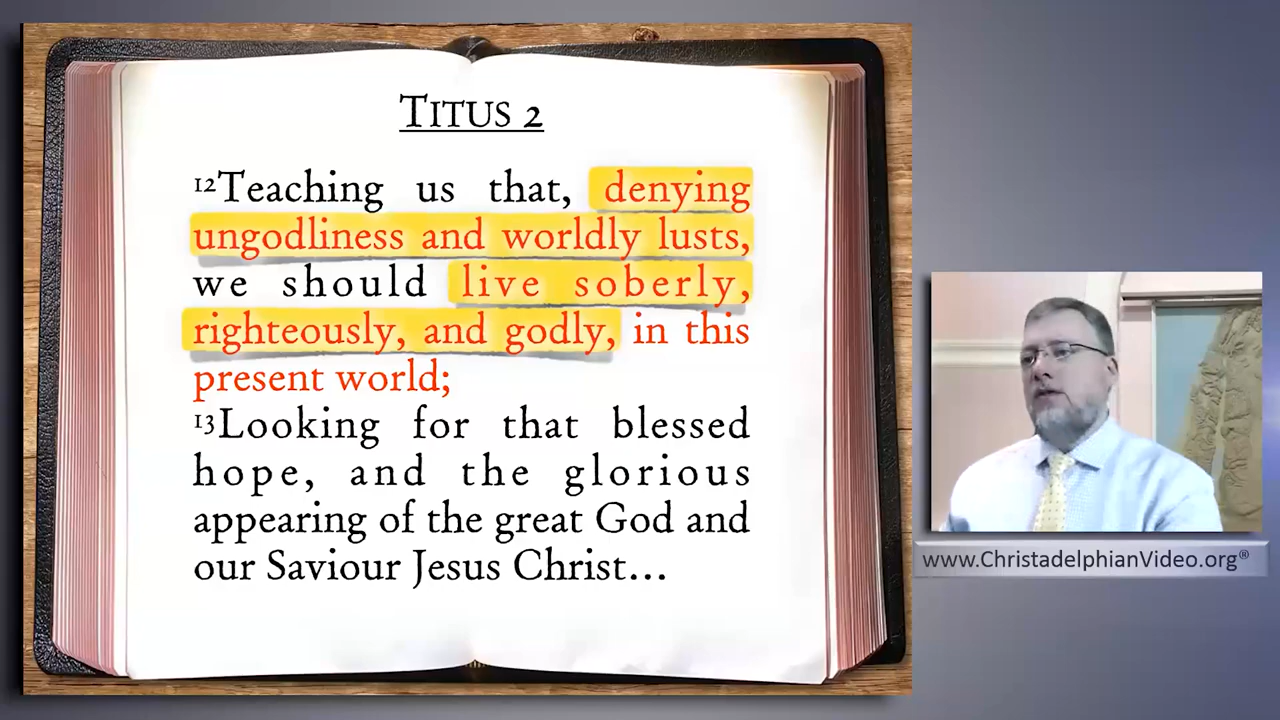 TITUS 2
12Teaching us that, denying
ungodliness and worldly lusts,
we should live soberly,
righteously, and godly, in this
present world;
13Looking for that blessed
hope, and the glorious
appearing of the great God and
our Saviour Jesus Christ...
www.ChristadelphianVideo.org®